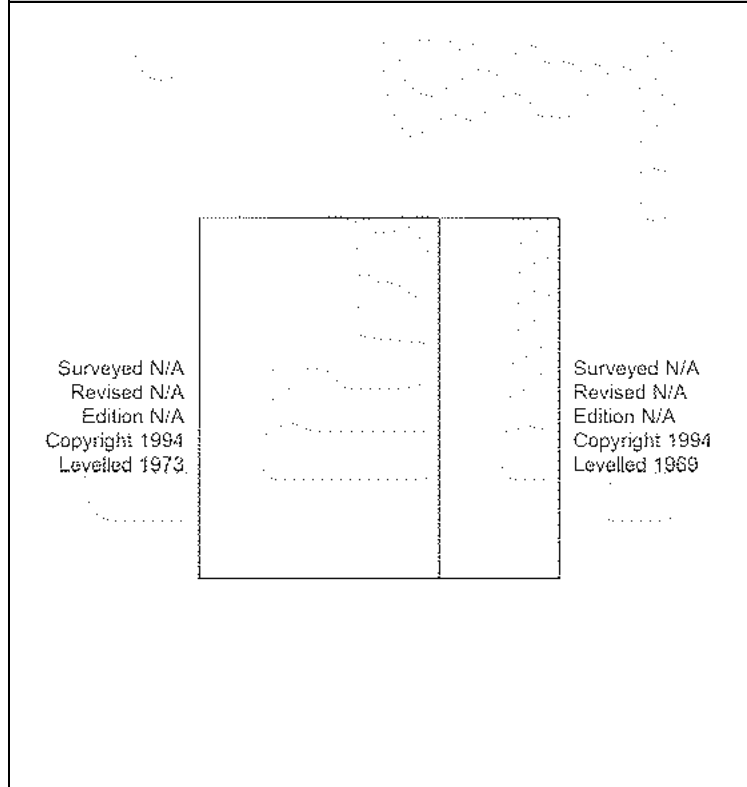 Surveyed N/A
Revised N/A
Edition N/A
Copyright 1994
Levelled 1973
Surveyed N/A
Revised N/A
Edition N/A
Copyright 1994
Levelled 1969